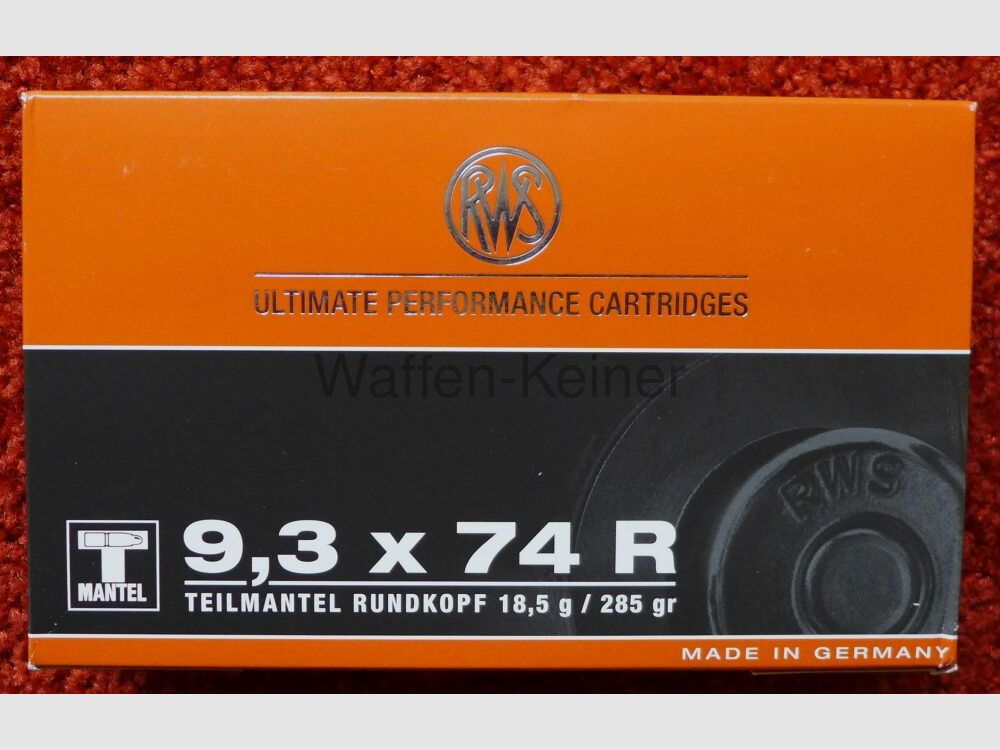 RWS
ULTIMATE PERFORMANCE CARTRIDGES
Waffen-Keiner
RWS
T
MANTEL
9,3 x 74 R
TEILMANTEL RUNDKOPF 18,5 g / 285 gr
MADE IN GERMANY